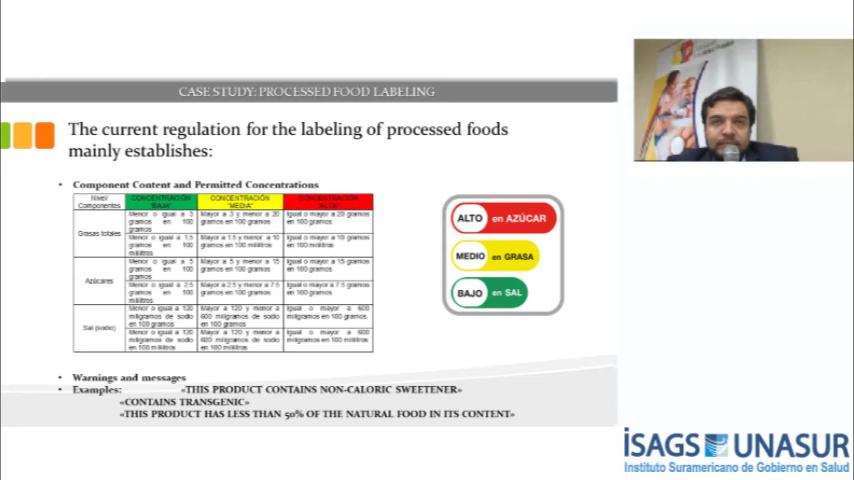 CASE STUDY: PROCESSED FOOD LABELING
The current regulation for the labeling of processed foods
mainly establishes:
• Component Content and Permitted Concentrations
Nivel/ Componentes
CONCENTRACIÓN "BAJA"
CONCENTRACIÓN "MEDIA"
CONCENTRACIÓN "ALTA"
Grasas totales
Menor o igual a 3 gramos en 100 gramos
Mayor a 3 y menor a 20 gramos en 100 gramos
Igual o mayor a 20 gramos en 100 gramos
Menor o igual a 1.5 gramos en 100 mililitros
Mayor a 1.5 y menor a 10 gramos en 100 mililitros
Igual o mayor a 10 gramos en 100 mililitros
Azúcares
Menor o igual a 5 gramos en 100 gramos
Mayor a 5 y menor a 15 gramos en 100 gramos
Igual o mayor a 15 gramos en 100 gramos
Menor o igual a 2.5 gramos en 100 mililitros
Mayor a 2.5 y menor a 7.5 gramos en 100 mililitros
Igual o mayor a 7.5 gramos en 100 mililitros
Sal (sodio)
Menor o igual a 120 miligramos de sodio en 100 gramos
Mayor a 120 y menor a 600 miligramos de sodio en 100 gramos
Igual o mayor a 600 miligramos en 100 gramos
Menor o igual a 120 miligramos de sodio en 100 mililitros
Mayor a 120 y menor a 600 miligramos de sodio en 100 mililitros
Igual o mayor a 600 miligramos en 100 mililitros
ALTO en AZÚCAR
MEDIO en GRASA
BAJO en SAL
• Warnings and messages
• Examples: «THIS PRODUCT CONTAINS NON-CALORIC SWEETENER»
«CONTAINS TRANSGENIC»
«THIS PRODUCT HAS LESS THAN 50% OF THE NATURAL FOOD IN ITS CONTENT»
iSAGS UNASUR
Instituto Suramericano de Gobierno en Salud